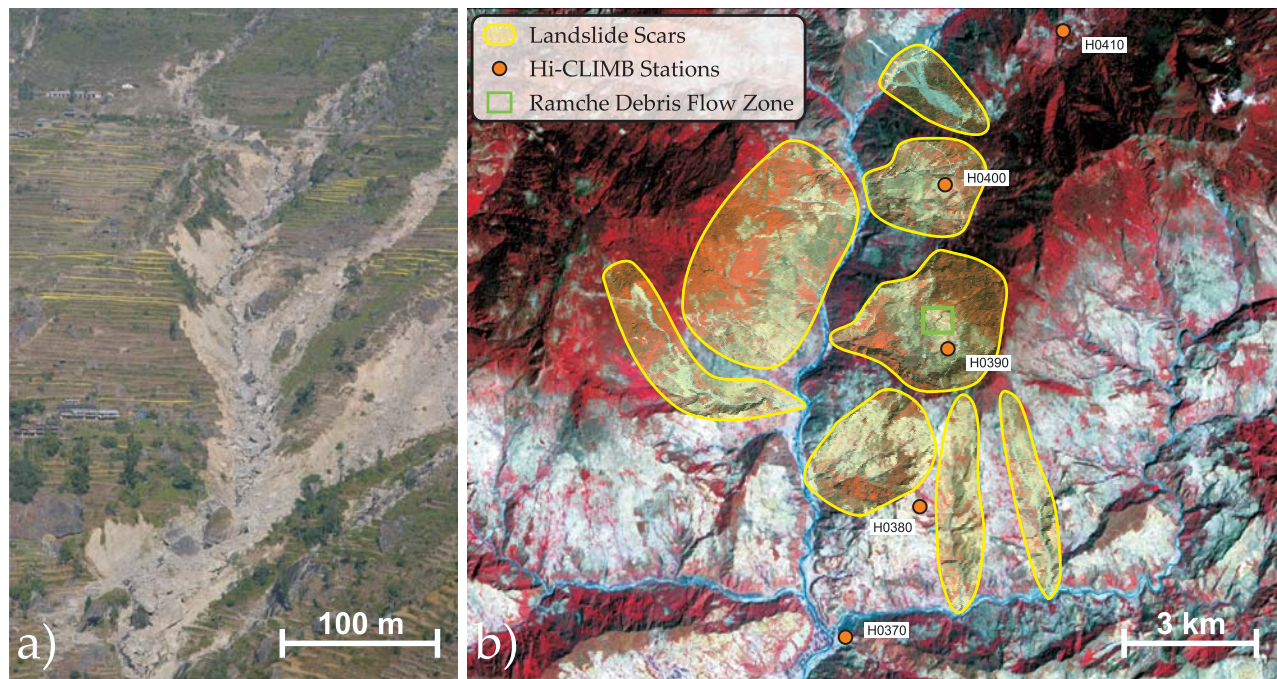 a)
100 m
Landslide Scars
Hi-CLIMB Stations
Ramche Debris Flow Zone
H0410
H0400
H0390
H0380
H0370
b)
3 km